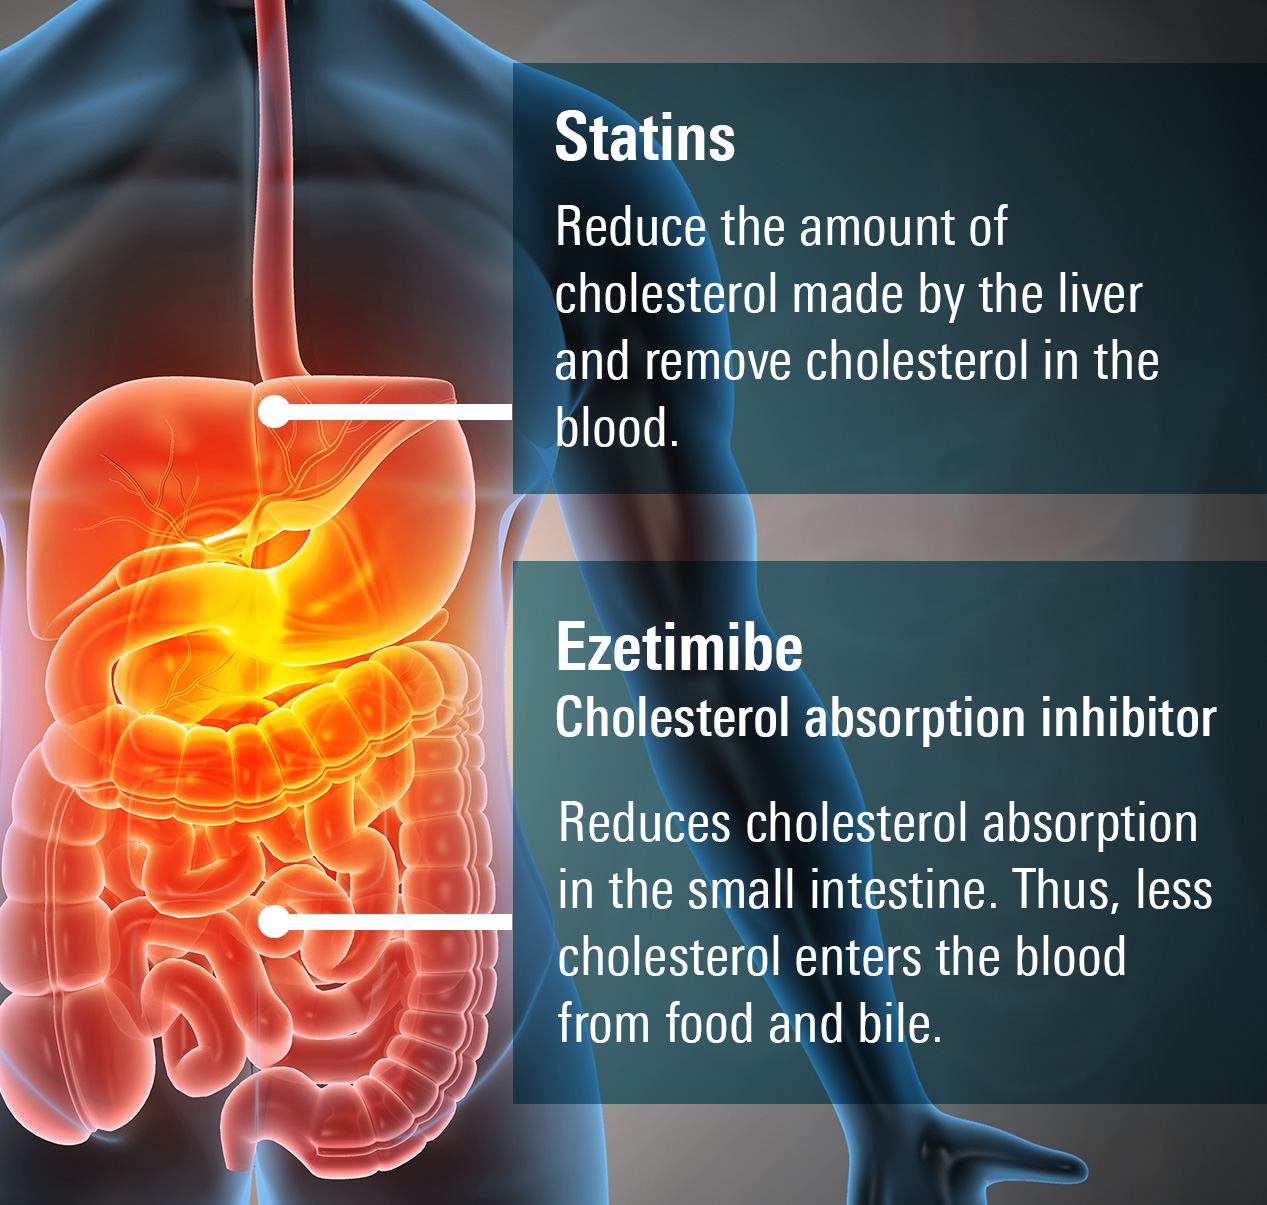 Statins
Reduce the amount of
cholesterol made by the liver
and remove cholesterol in the
blood.
Ezetimibe
Cholesterol absorption inhibitor
Reduces cholesterol absorption
in the small intestine. Thus, less
cholesterol enters the blood
from food and bile.